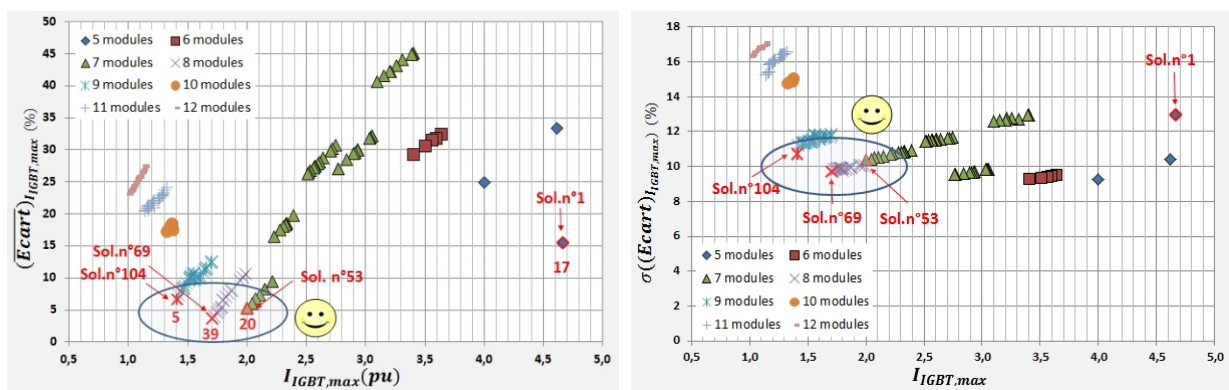 (Ecart)I_IGBT,max (%)
50
45
40
35
30
25
20
15
10
5
0
5 modules 6 modules
7 modules 8 modules
9 modules 10 modules
11 modules 12 modules
Sol.n°1
17
Sol.n°69
Sol.n°104
Sol. n°53
5
39
20
0,5 1,0 1,5 2,0 2,5 3,0 3,5 4,0 4,5 5,0
I_IGBT,max(pu)
σ((Ecart)I_IGBT,max) (%)
18
16
14
12
10
8
6
4
2
0
Sol.n°1
Sol.n°104
Sol.n°69
Sol.n°53
5 modules 6 modules
7 modules 8 modules
9 modules 10 modules
11 modules 12 modules
0,5 1,0 1,5 2,0 2,5 3,0 3,5 4,0 4,5 5,0
I_IGBT,max